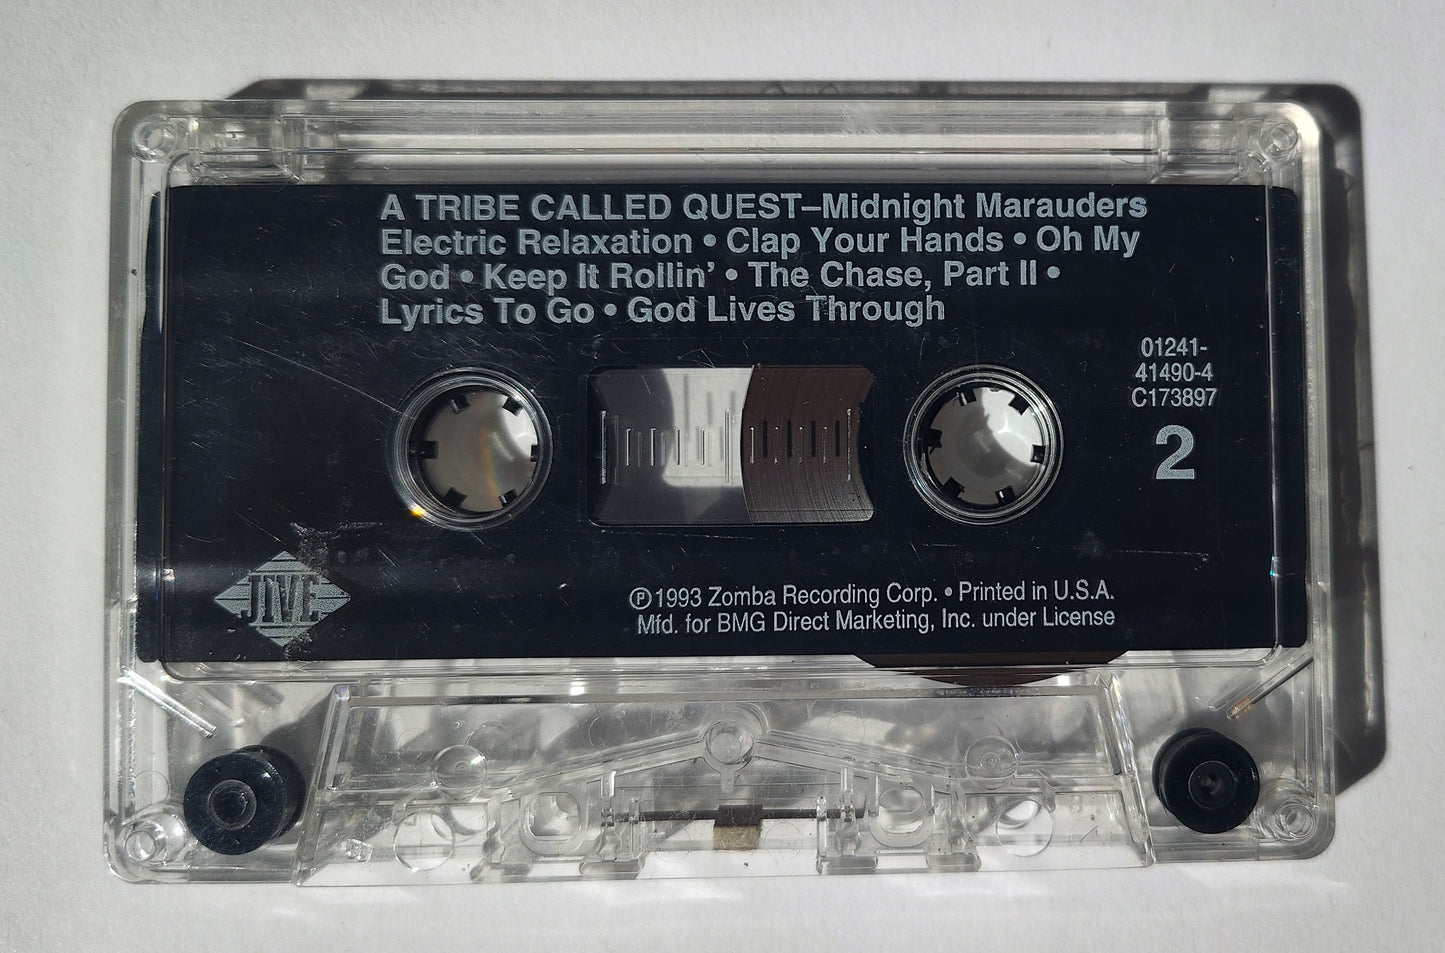 A TRIBE CALLED QUEST–Midnight Marauders
Electric Relaxation • Clap Your Hands • Oh My
God • Keep It Rollin’ • The Chase, Part II •
Lyrics To Go • God Lives Through
01241-
41490-4
C173897
2
JIVE
℗1993 Zomba Recording Corp. • Printed in U.S.A.
Mfd. for BMG Direct Marketing, Inc. under License